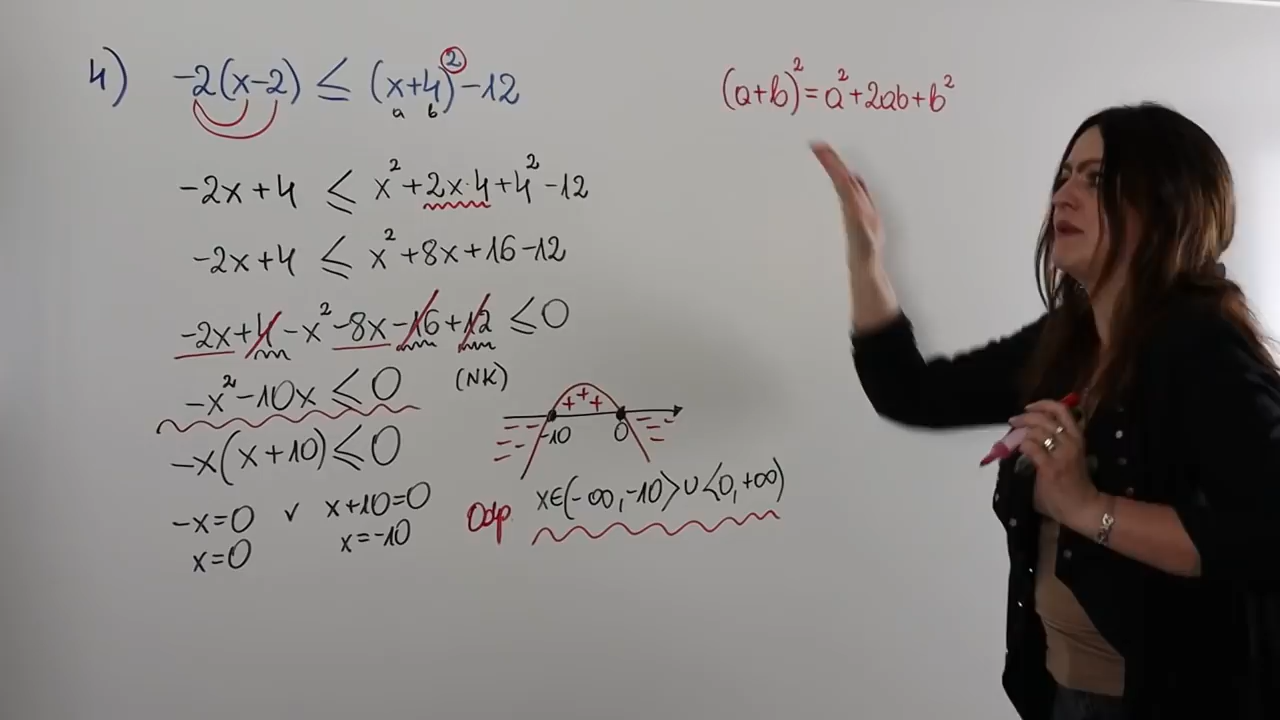 4) -2(x-2) ≤ (x+4)²-12
a b
(a+b)²=a²+2ab+b²
-2x+4 ≤ x²+2x·4+4²-12
-2x+4 ≤ x²+8x+16-12
-2x+4-x²-8x-16+12 ≤0
-x²-10x≤0 (NK)
+++
-10 0
-x(x+10)≤0
-x=0 v x+10=0
x=0 x=-10
Odp. x∈(-∞,-10>∪<0,+∞)